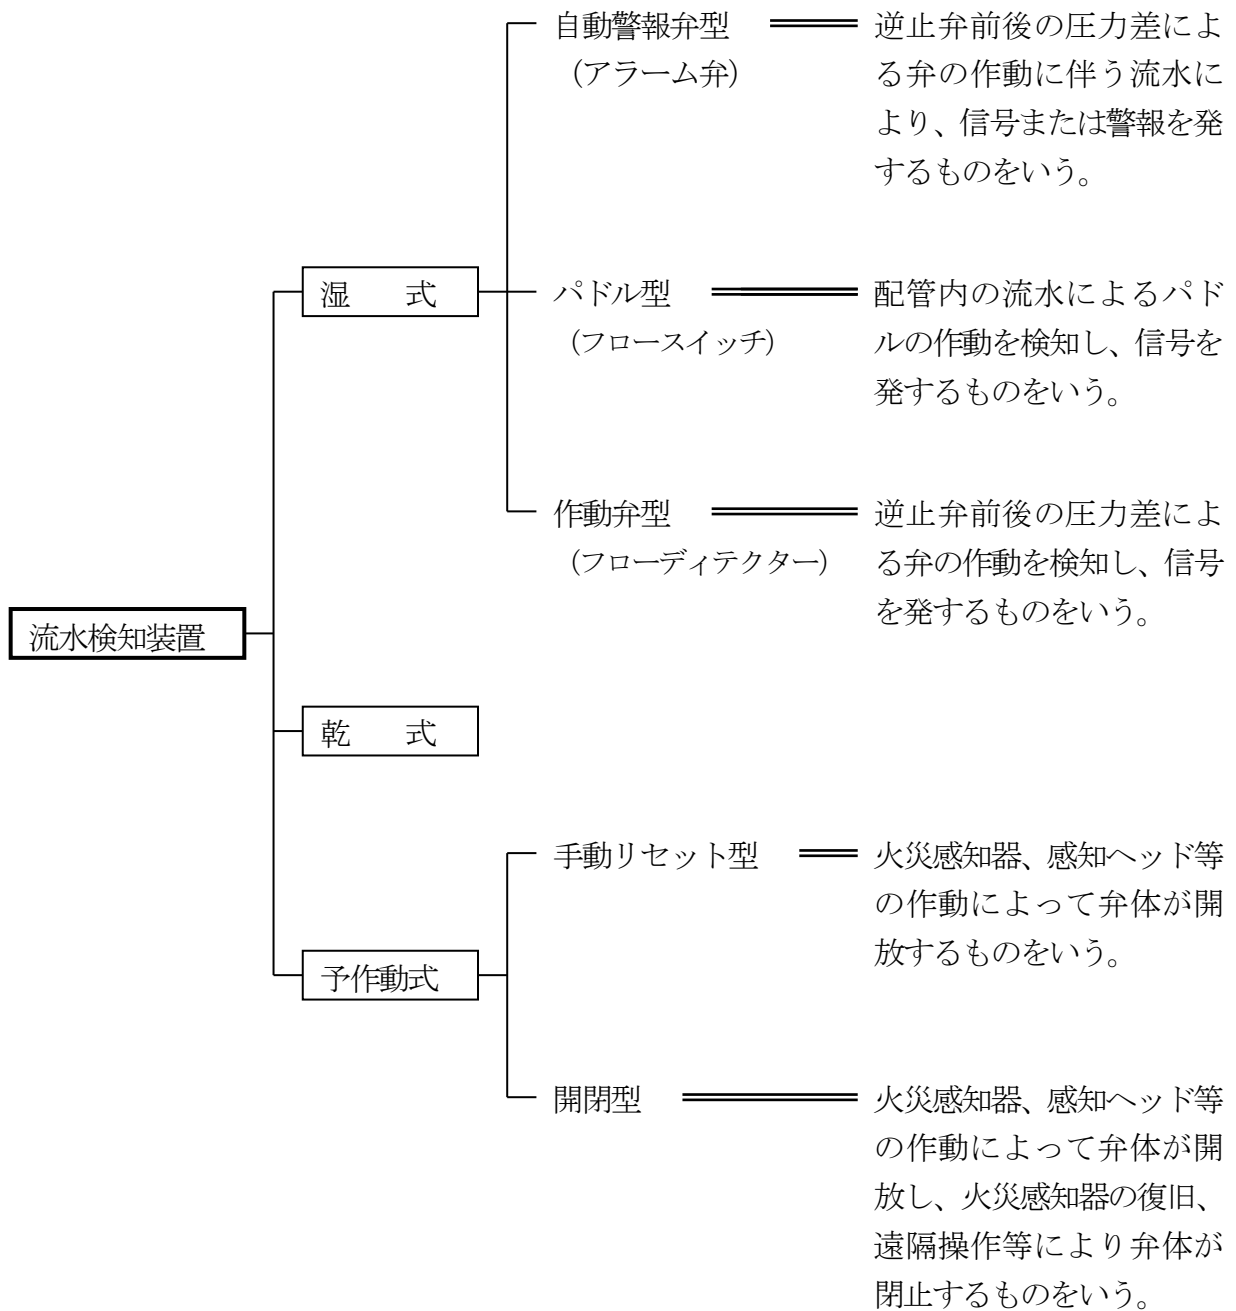 自動警報弁型
（アラーム弁）
逆止弁前後の圧力差によ
る弁の作動に伴う流水に
より、信号または警報を発
するものをいう。
湿　式
パドル型
（フロースイッチ）
配管内の流水によるパド
ルの作動を検知し、信号を
発するものをいう。
作動弁型
（フローディテクター）
逆止弁前後の圧力差によ
る弁の作動を検知し、信号
を発するものをいう。
流水検知装置
乾　式
手動リセット型
火災感知器、感知ヘッド等
の作動によって弁体が開
放するものをいう。
予作動式
開閉型
火災感知器、感知ヘッド等
の作動によって弁体が開
放し、火災感知器の復旧、
遠隔操作等により弁体が
閉止するものをいう。